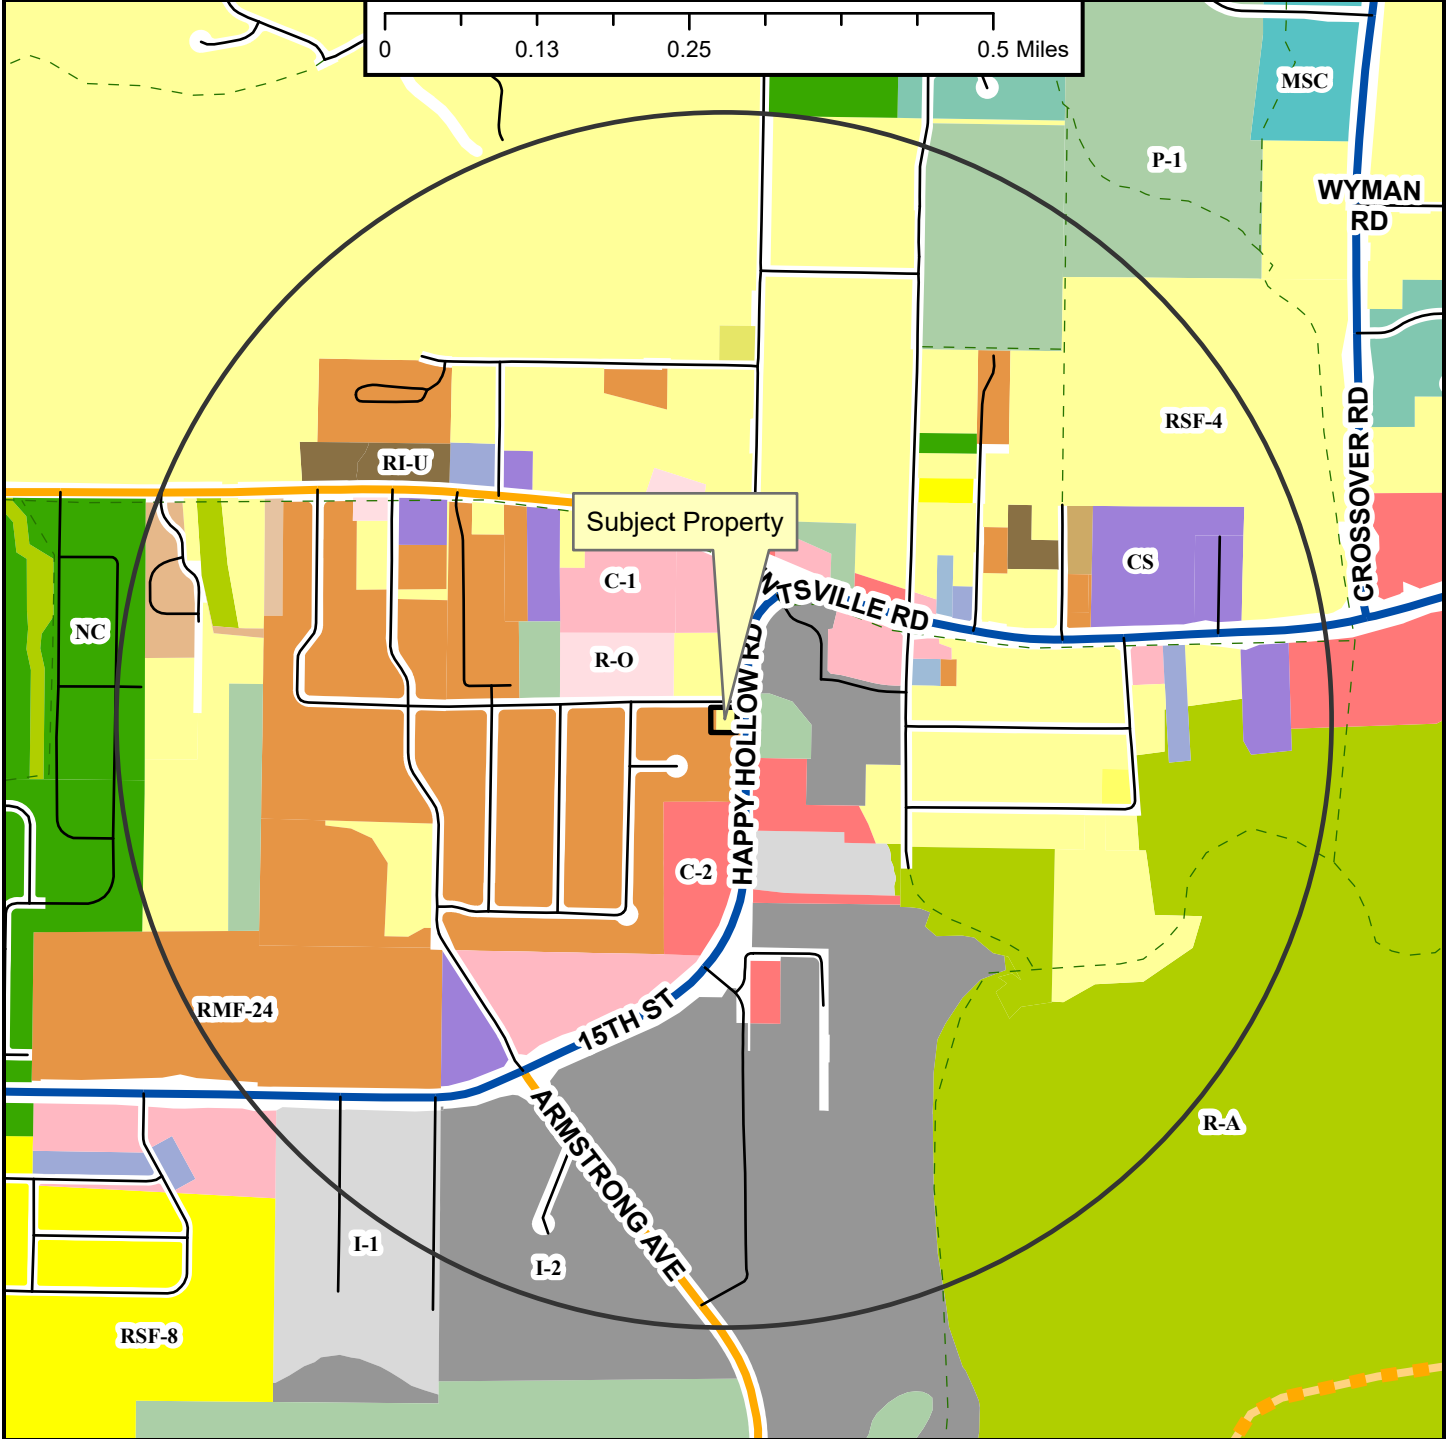 0 0.13 0.25 0.5 Miles
MSC
P-1
WYMAN
RD
RSF-4
CROSSOVER RD
RI-U
Subject Property
CS
C-1
NTSVILLE RD
NC
R-O
HAPPY HOLLOW RD
C-2
RMF-24
15TH ST
ARMSTRONG AVE
R-A
I-1
I-2
RSF-8